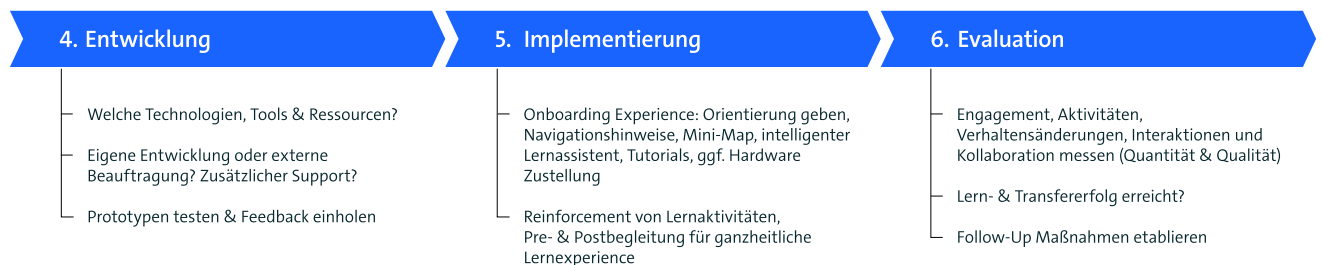 4. Entwicklung
Welche Technologien, Tools & Ressourcen?
Eigene Entwicklung oder externe
Beauftragung? Zusätzlicher Support?
Prototypen testen & Feedback einholen
5. Implementierung
Onboarding Experience: Orientierung geben,
Navigationshinweise, Mini-Map, intelligenter
Lernassistent, Tutorials, ggf. Hardware
Zustellung
Reinforcement von Lernaktivitäten,
Pre- & Postbegleitung für ganzheitliche
Lernexperience
6. Evaluation
Engagement, Aktivitäten,
Verhaltensänderungen, Interaktionen und
Kollaboration messen (Quantität & Qualität)
Lern- & Transfererfolg erreicht?
Follow-Up Maßnahmen etablieren